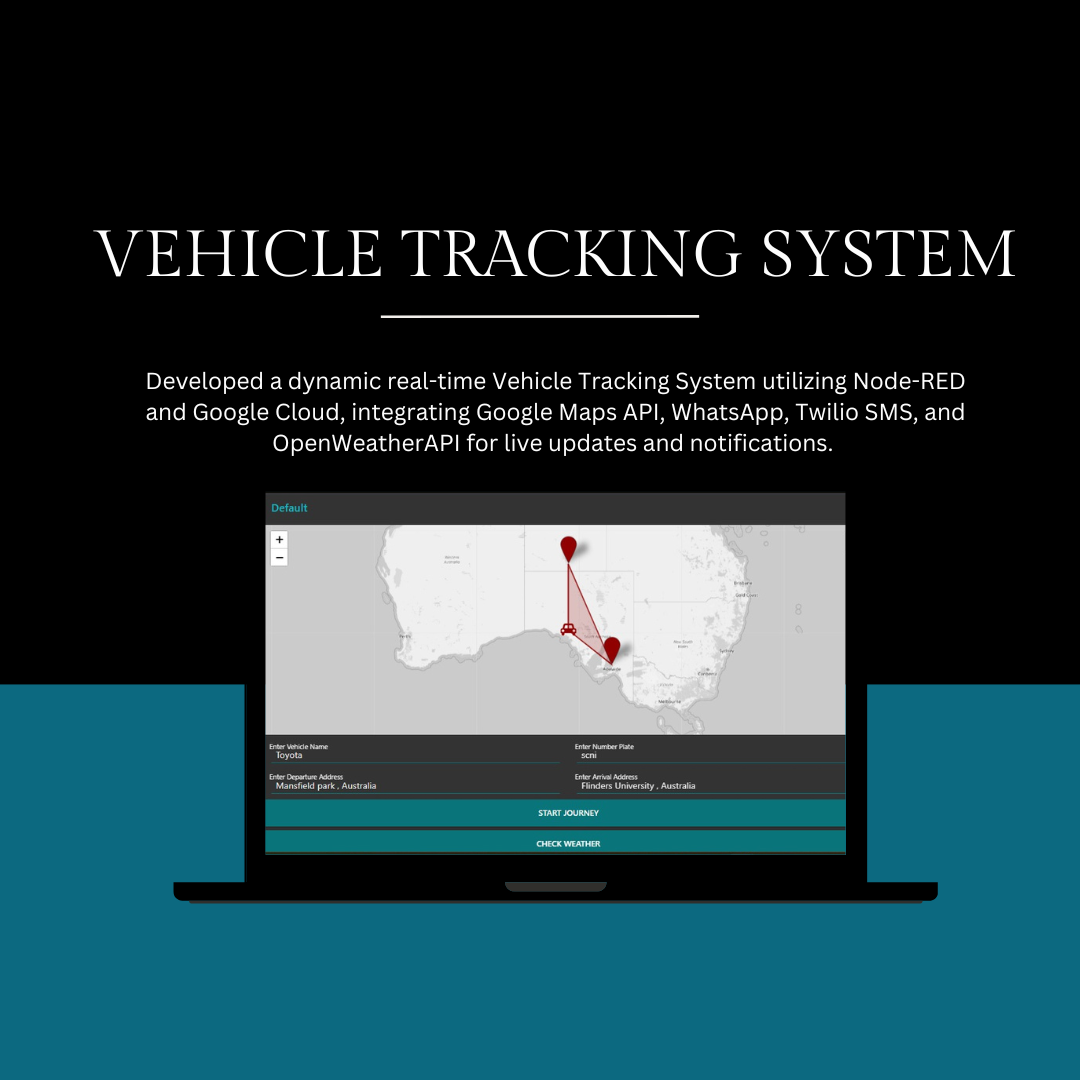 VEHICLE TRACKING SYSTEM
Developed a dynamic real-time Vehicle Tracking System utilizing Node-RED
and Google Cloud, integrating Google Maps API, WhatsApp, Twilio SMS, and
OpenWeatherAPI for live updates and notifications.
Default
+
−
Western
Australia
Brisbane
Gold Coast
Perth
New South
Wales
Sydney
Adelaide
Canberra
Melbourne
Enter Vehicle Name
Toyota
Enter Number Plate
scni
Enter Departure Address
Mansfield park , Australia
Enter Arrival Address
Flinders University , Australia
START JOURNEY
CHECK WEATHER